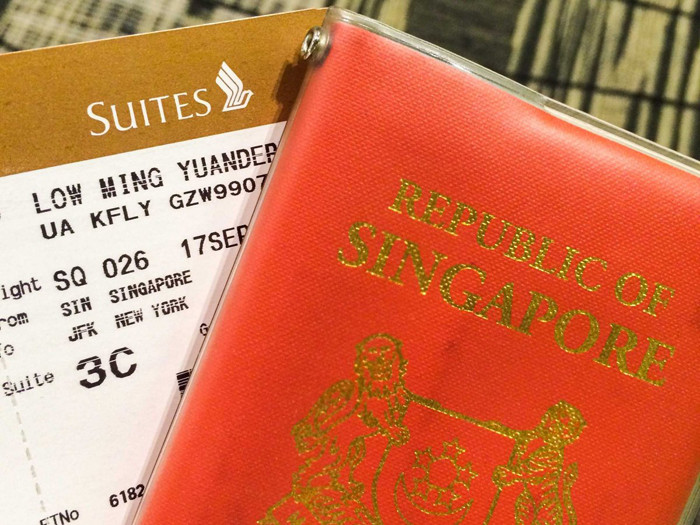 SUITES
LOW MING YUANDER
UA KFLY GZW9907
ight SQ 026 17SEP
rom SIN SINGAPORE
o JFK NEW YORK
Suite 3C
ETNo 6182
REPUBLIC OF
SINGAPORE